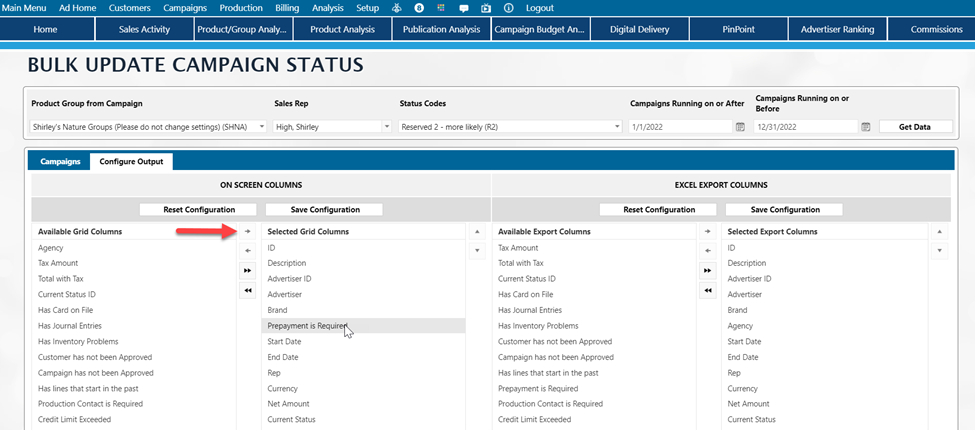 Main Menu Ad Home Customers Campaigns Production Billing Analysis Setup Logout
Home Sales Activity Product/Group Analy... Product Analysis Publication Analysis Campaign Budget An... Digital Delivery PinPoint Advertiser Ranking Commissions
BULK UPDATE CAMPAIGN STATUS
Product Group from Campaign Sales Rep Status Codes Campaigns Running on or After Campaigns Running on or
Before
Shirley's Nature Groups (Please do not change settings) (SHNA) High, Shirley Reserved 2 - more likely (R2) 1/1/2022 12/31/2022 Get Data
Campaigns Configure Output
ON SCREEN COLUMNS EXCEL EXPORT COLUMNS
Reset Configuration Save Configuration Reset Configuration Save Configuration
Available Grid Columns Selected Grid Columns Available Export Columns Selected Export Columns
Agency ID Tax Amount ID
Tax Amount Description Total with Tax Description
Total with Tax Advertiser ID Current Status ID Advertiser ID
Current Status ID Advertiser Has Card on File Advertiser
Has Card on File Brand Has Journal Entries Brand
Has Journal Entries Prepayment is Required Has Inventory Problems Agency
Has Inventory Problems Start Date Customer has not been Approved Start Date
Customer has not been Approved End Date Campaign has not been Approved End Date
Campaign has not been Approved Rep Has lines that start in the past Rep
Has lines that start in the past Currency Prepayment is Required Currency
Production Contact is Required Net Amount Production Contact is Required Net Amount
Credit Limit Exceeded Current Status Credit Limit Exceeded Current Status